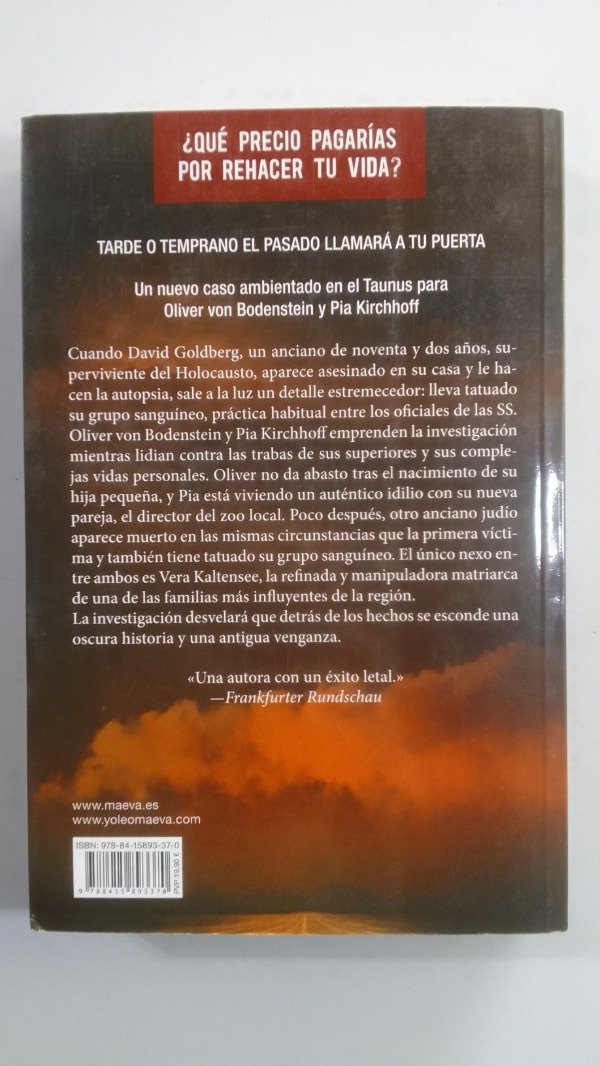 ¿QUÉ PRECIO PAGARÍAS
POR REHACER TU VIDA?
TARDE O TEMPRANO EL PASADO LLAMARÁ A TU PUERTA
Un nuevo caso ambientado en el Taunus para
Oliver von Bodenstein y Pia Kirchhoff
Cuando David Goldberg, un anciano de noventa y dos años, su-
perviviente del Holocausto, aparece asesinado en su casa y le ha-
cen la autopsia, sale a la luz un detalle estremecedor: lleva tatuado
su grupo sanguíneo, práctica habitual entre los oficiales de las SS.
Oliver von Bodenstein y Pia Kirchhoff emprenden la investigación
mientras lidian contra las trabas de sus superiores y sus comple-
jas vidas personales. Oliver no da abasto tras el nacimiento de su
hija pequeña, y Pia está viviendo un auténtico idilio con su nueva
pareja, el director del zoo local. Poco después, otro anciano judío
aparece muerto en las mismas circunstancias que la primera vícti-
ma y también tiene tatuado su grupo sanguíneo. El único nexo en-
tre ambos es Vera Kaltensee, la refinada y manipuladora matriarca
de una de las familias más influyentes de la región.
La investigación desvelará que detrás de los hechos se esconde una
oscura historia y una antigua venganza.
«Una autora con un éxito letal.»
—Frankfurter Rundschau
www.maeva.es
www.yoleomaeva.com
ISBN: 978-84-15893-37-0
9 788415 893378
PVP: 19,90 €